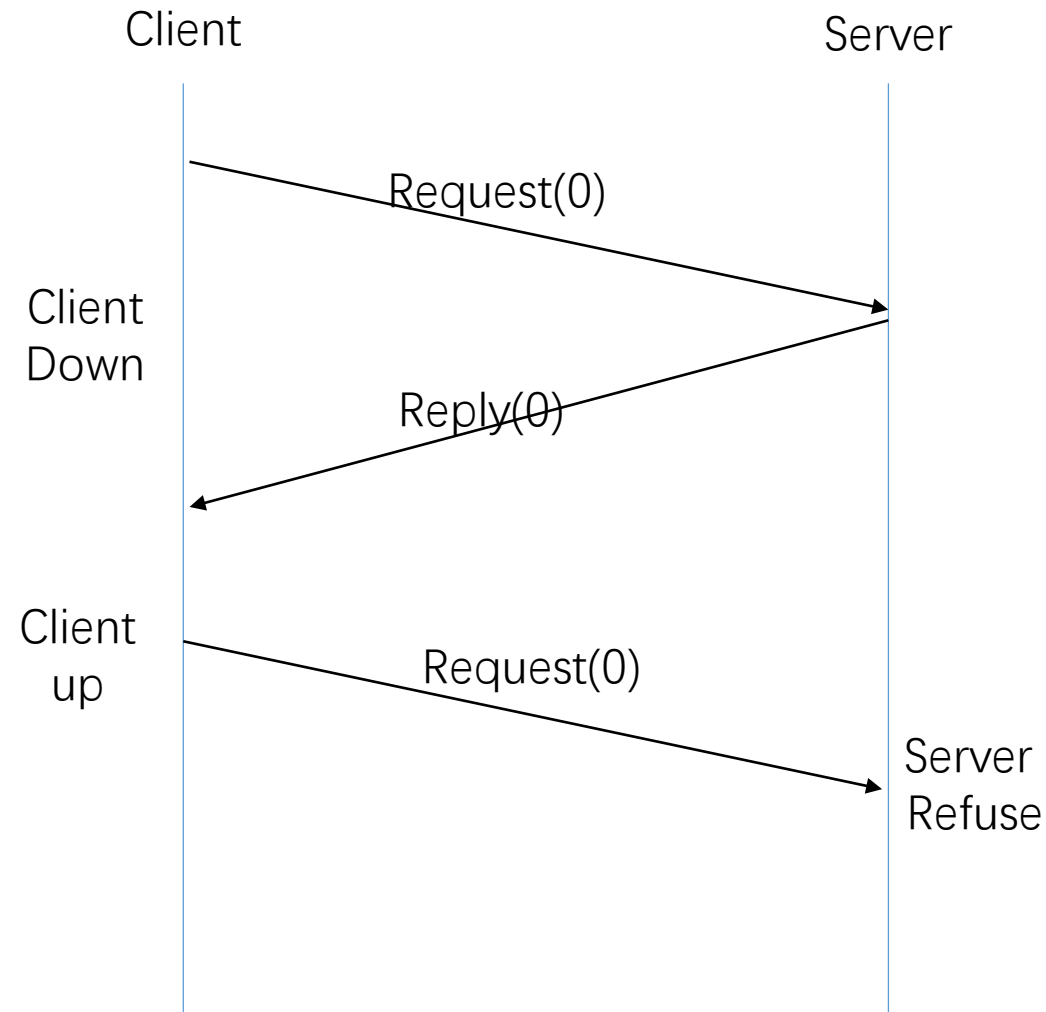 Client
Server
Request(0)
Client
Down
Reply(0)
Client
up
Request(0)
Server
Refuse